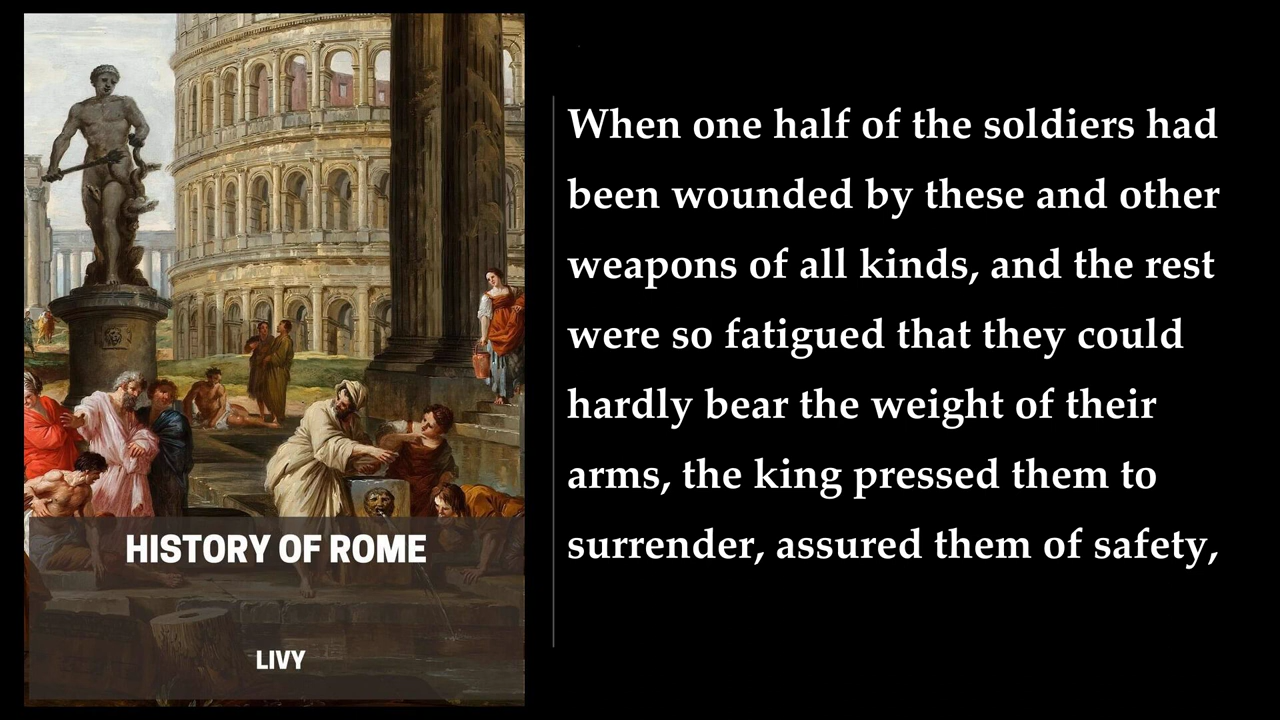 When one half of the soldiers had
been wounded by these and other
weapons of all kinds, and the rest
were so fatigued that they could
hardly bear the weight of their
arms, the king pressed them to
surrender, assured them of safety,
HISTORY OF ROME
LIVY